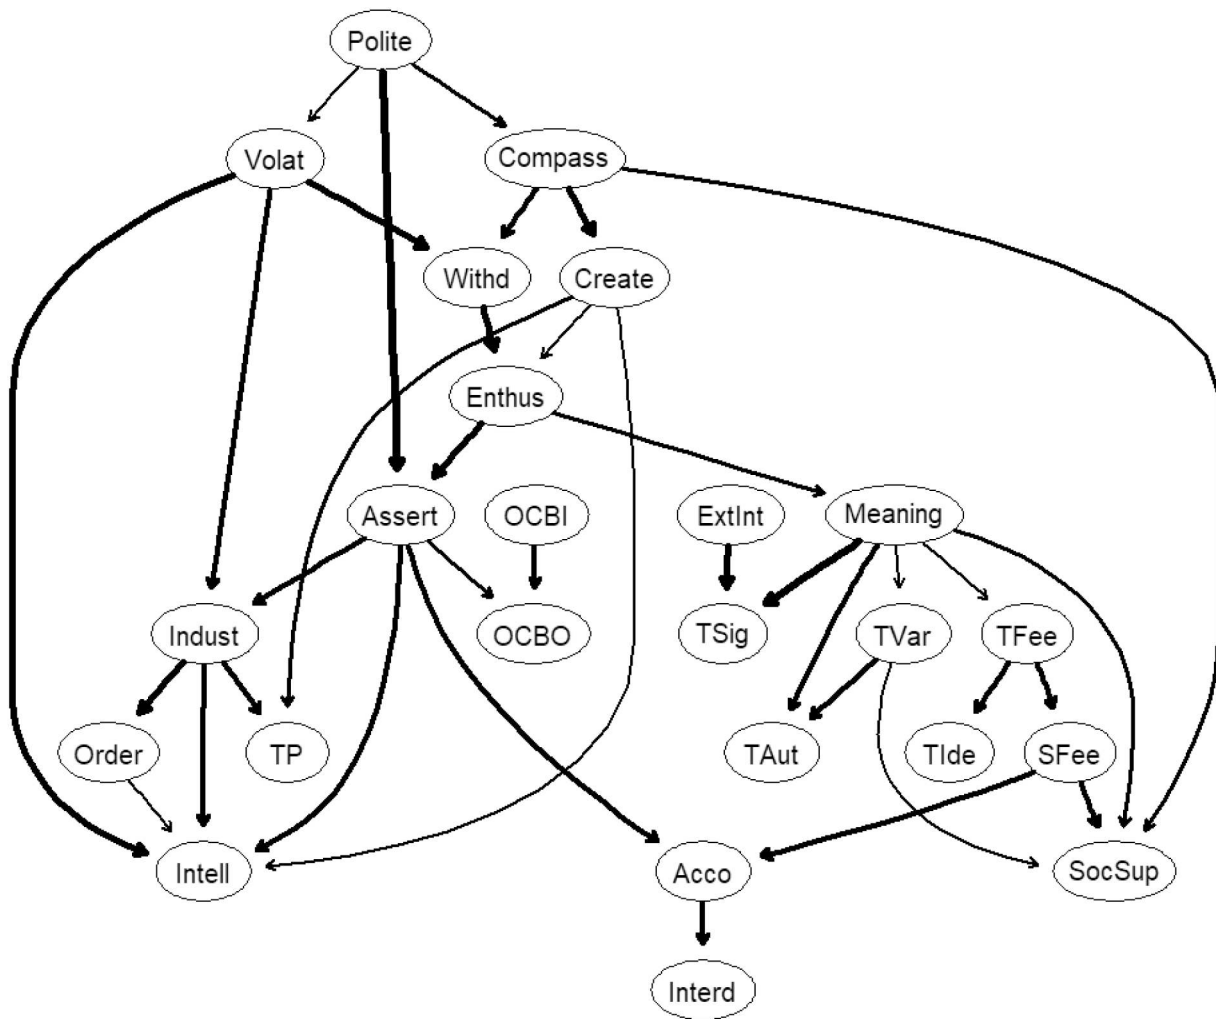 Polite
Volat
Compass
Withd
Create
Enthus
Assert
OCBI
ExtInt
Meaning
Indust
OCBO
TSig
TVar
TFee
Order
TP
TAut
TIde
SFee
Intell
Acco
SocSup
Interd